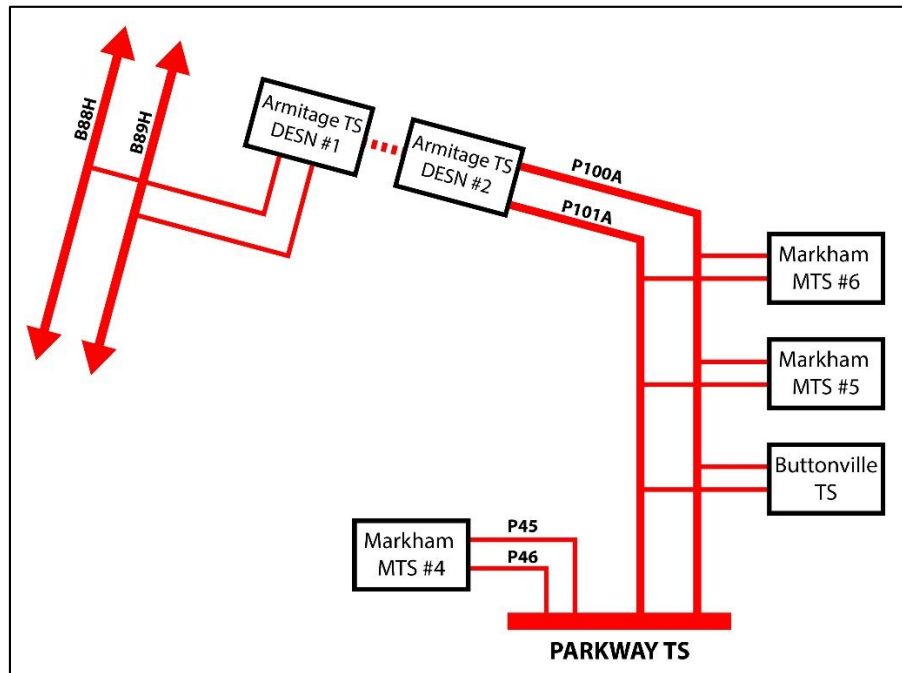 B88H
B89H
Armitage TS
DESN #1
Armitage TS
DESN #2
P100A
P101A
Markham
MTS #6
Markham
MTS #5
Buttonville
TS
Markham
MTS #4
P45
P46
PARKWAY TS